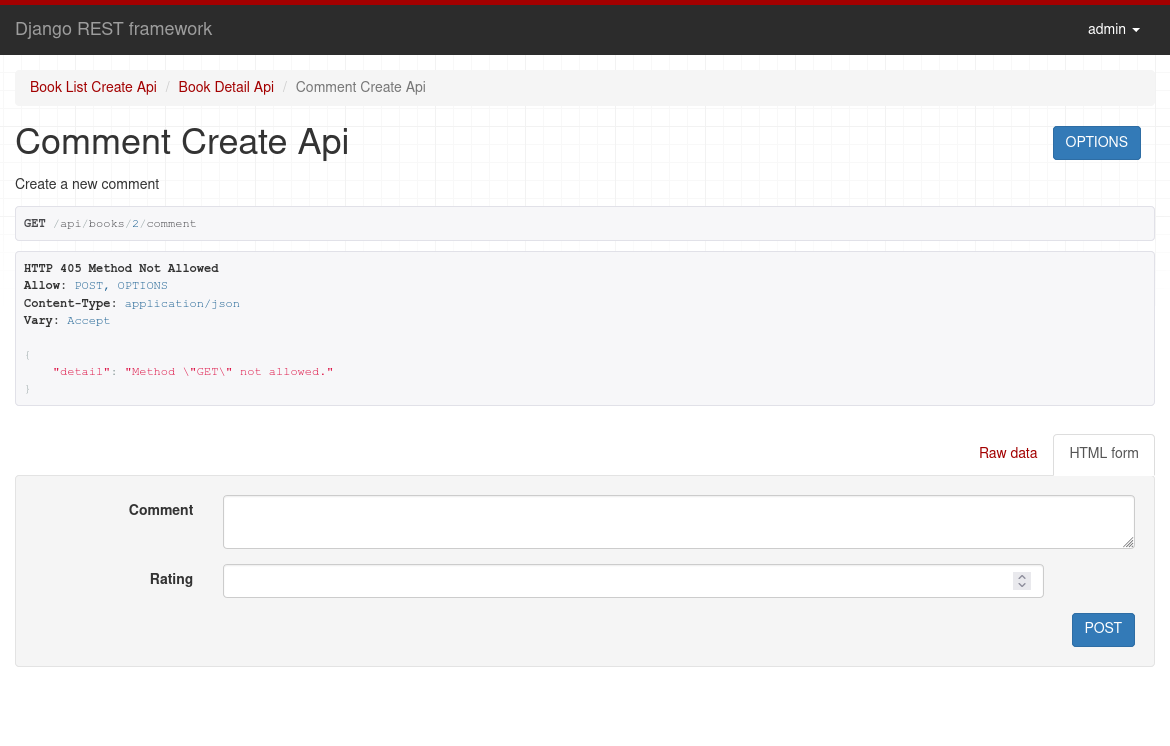 Django REST framework
admin
Book List Create Api / Book Detail Api / Comment Create Api
Comment Create Api
OPTIONS
Create a new comment
GET /api/books/2/comment
HTTP 405 Method Not Allowed
Allow: POST, OPTIONS
Content-Type: application/json
Vary: Accept
{
    "detail": "Method \"GET\" not allowed."
}
Raw data
HTML form
Comment
Rating
POST